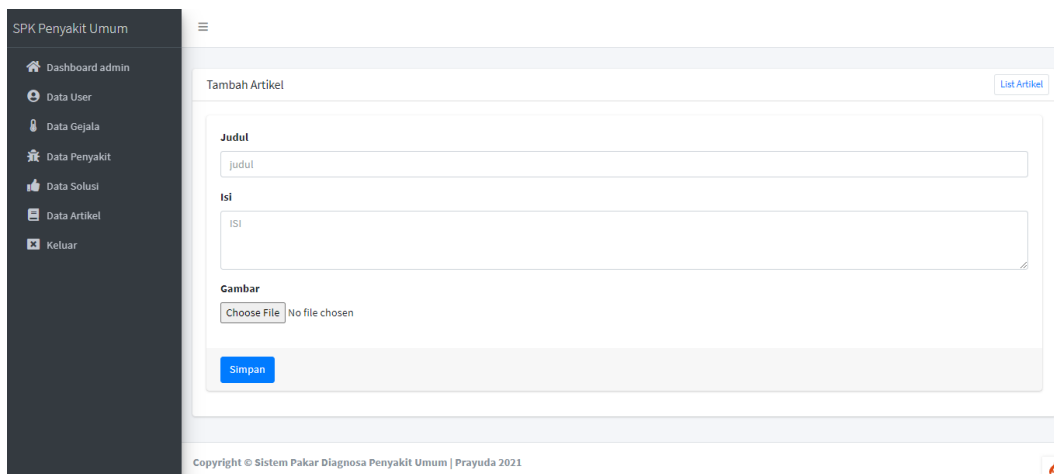 SPK Penyakit Umum
Dashboard admin
Data User
Data Gejala
Data Penyakit
Data Solusi
Data Artikel
Keluar
Tambah Artikel
List Artikel
Judul
judul
Isi
ISI
Gambar
Choose File No file chosen
Simpan
Copyright © Sistem Pakar Diagnosa Penyakit Umum | Prayuda 2021